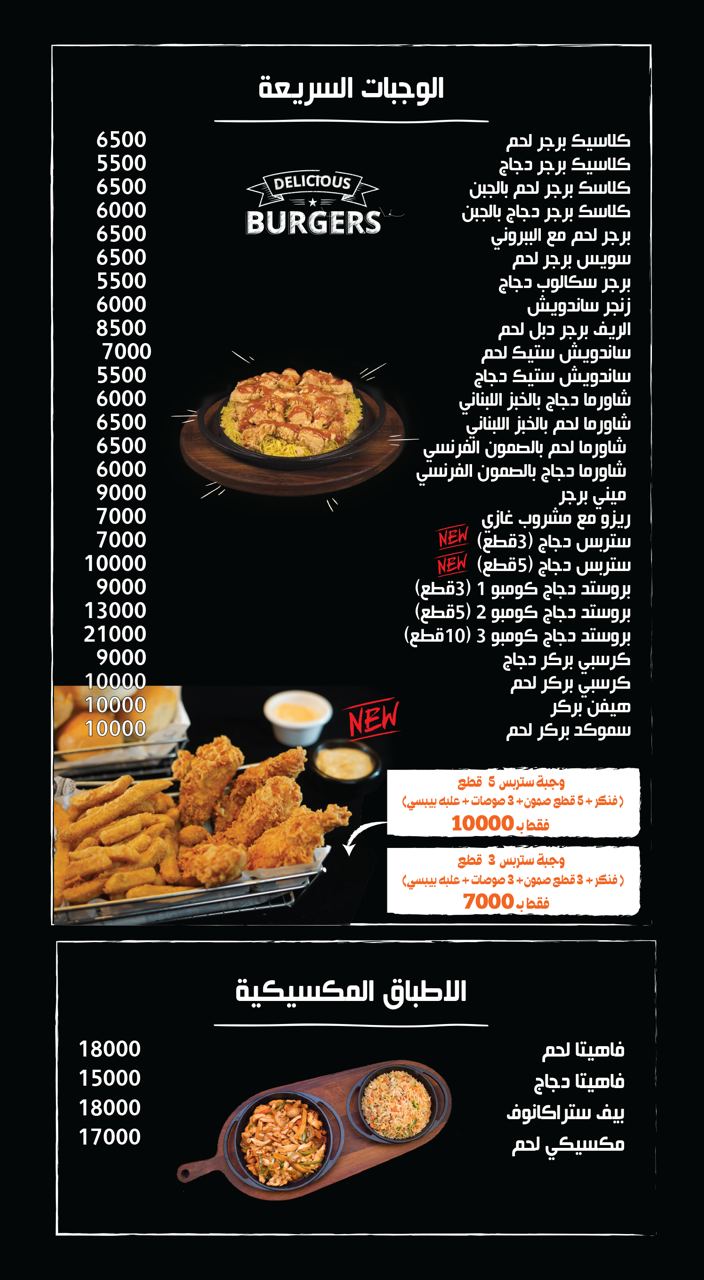 الوجبات السريعة
كلاسيك برجر لحم 6500
كلاسيك برجر دجاج 5500
كلاسك برجر لحم بالجبن 6500
كلاسك برجر دجاج بالجبن 6000
برجر لحم مع الببروني 6500
سويس برجر لحم 6500
برجر سكالوب دجاج 5500
زنجر ساندويش 6000
الريف برجر دبل لحم 8500
ساندويش ستيك لحم 7000
ساندويش ستيك دجاج 5500
شاورما دجاج بالخبز اللبناني 6000
شاورما لحم بالخبز اللبناني 6500
شاورما لحم بالصمون الفرنسي 6500
شاورما دجاج بالصمون الفرنسي 6000
ميني برجر 9000
ريزو مع مشروب غازي 7000
ستربس دجاج (3قطع) NEW 7000
ستربس دجاج (5قطع) NEW 10000
بروستد دجاج كومبو 1 (3قطع) 9000
بروستد دجاج كومبو 2 (5قطع) 13000
بروستد دجاج كومبو 3 (10قطع) 21000
كرسبي بركر دجاج 9000
كرسبي بركر لحم 10000
هيفن بركر 10000
سموكد بركر لحم 10000
DELICIOUS
BURGERS
NEW
وجبة ستربس 5 قطع
(فنكر + 5 قطع صمون + 3 صوصات + علبه بيبسي)
فقط بـ 10000
وجبة ستربس 3 قطع
(فنكر + 3 قطع صمون + 3 صوصات + علبه بيبسي)
فقط بـ 7000
الاطباق المكسيكية
فاهيتا لحم 18000
فاهيتا دجاج 15000
بيف ستراكانوف 18000
مكسيكي لحم 17000